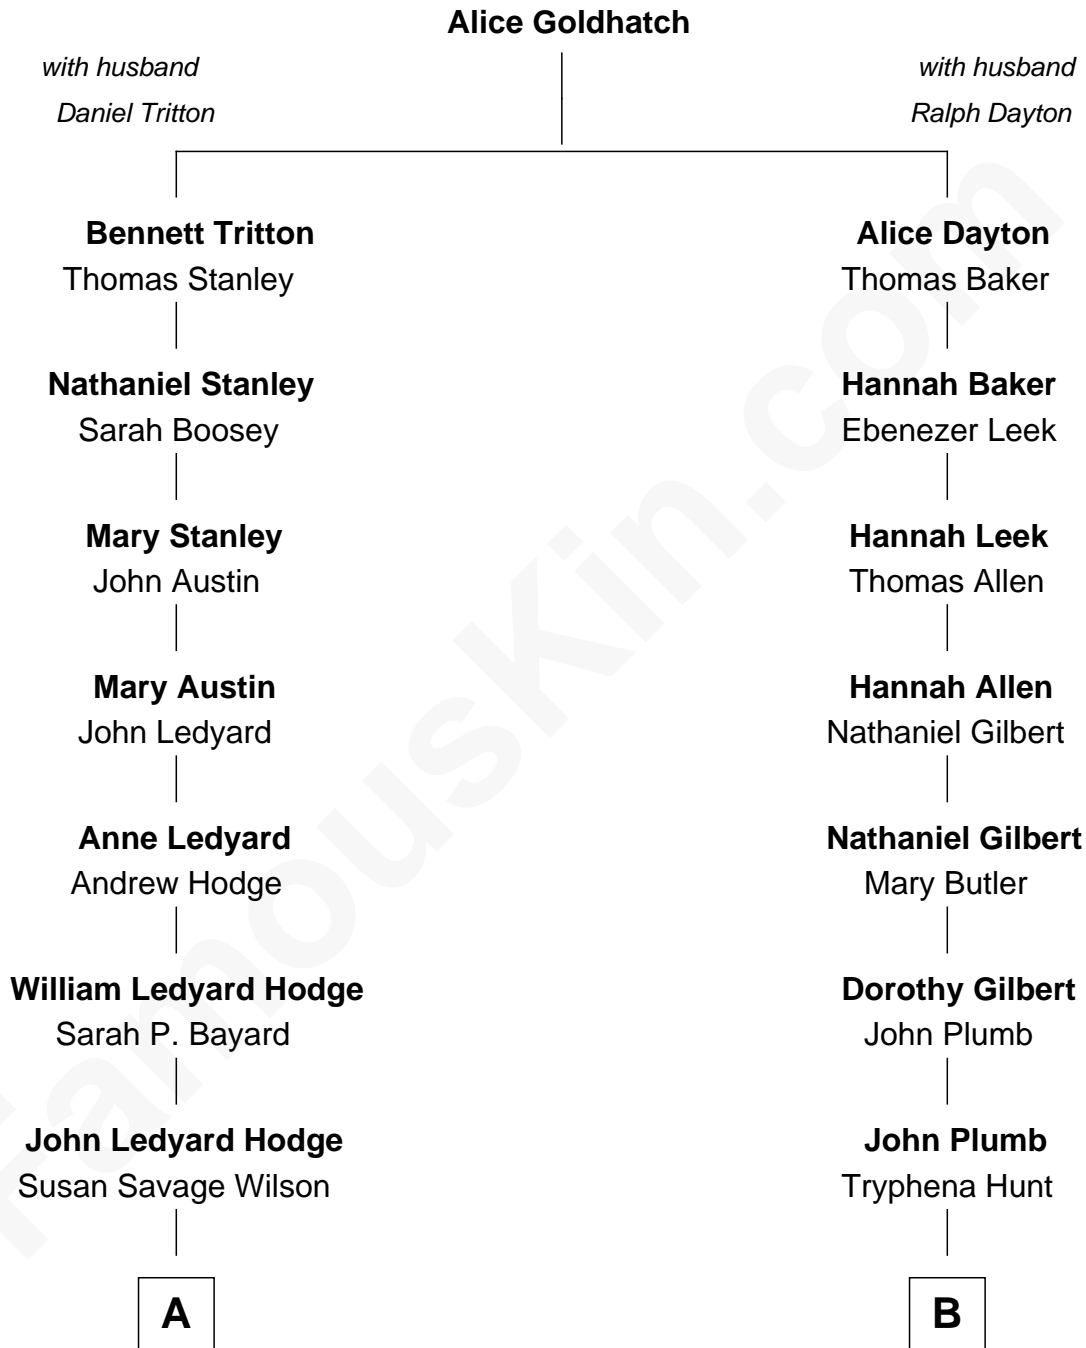 Alice Goldhatch
with husband
Daniel Tritton
with husband
Ralph Dayton
Bennett Tritton
Thomas Stanley
Nathaniel Stanley
Sarah Boosey
Mary Stanley
John Austin
Mary Austin
John Ledyard
Anne Ledyard
Andrew Hodge
William Ledyard Hodge
Sarah P. Bayard
John Ledyard Hodge
Susan Savage Wilson
A
Alice Dayton
Thomas Baker
Hannah Baker
Ebenezer Leek
Hannah Leek
Thomas Allen
Hannah Allen
Nathaniel Gilbert
Nathaniel Gilbert
Mary Butler
Dorothy Gilbert
John Plumb
John Plumb
Tryphena Hunt
B
FamousKin.com